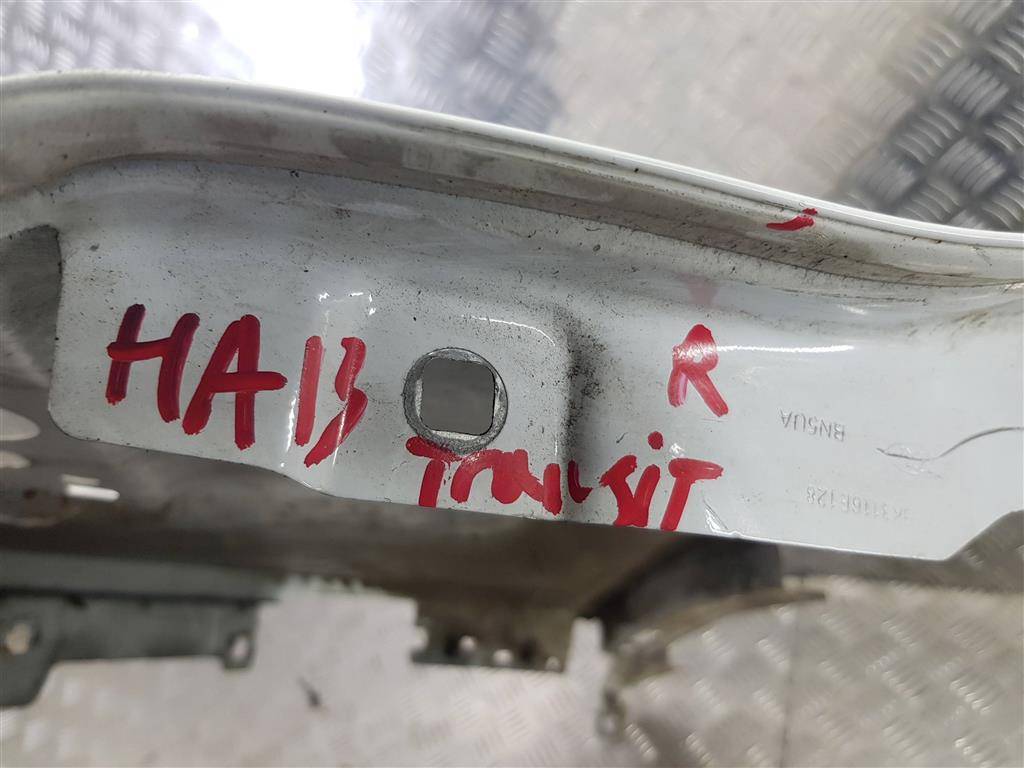 HA13 R
Transit
BN5UA